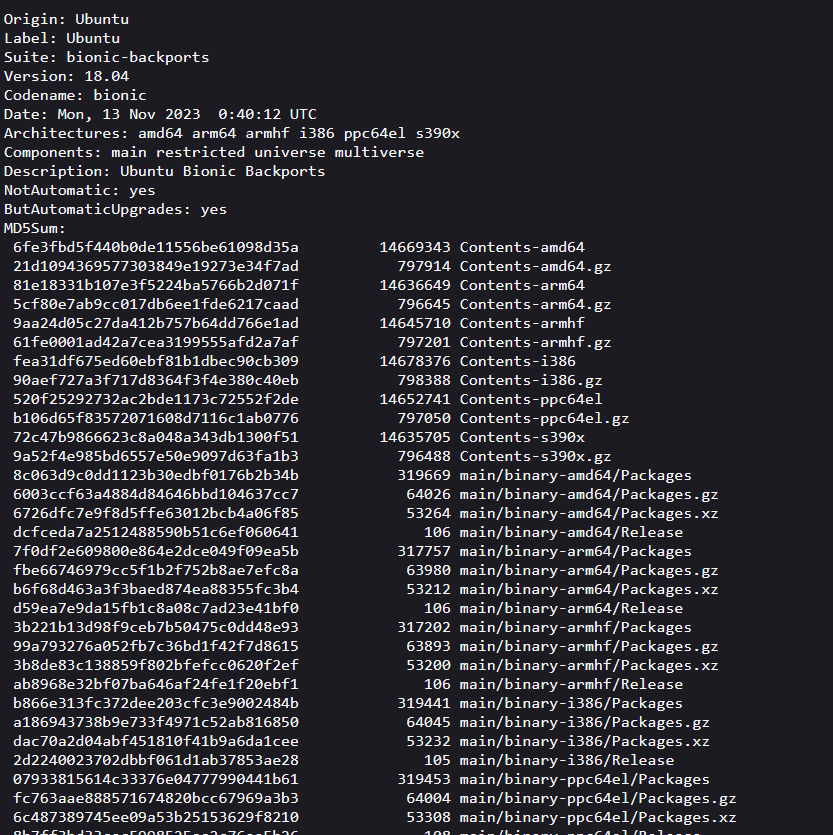 Origin: Ubuntu
Label: Ubuntu
Suite: bionic-backports
Version: 18.04
Codename: bionic
Date: Mon, 13 Nov 2023  0:40:12 UTC
Architectures: amd64 arm64 armhf i386 ppc64el s390x
Components: main restricted universe multiverse
Description: Ubuntu Bionic Backports
NotAutomatic: yes
ButAutomaticUpgrades: yes
MD5Sum:
 6fe3fbd5f440b0de11556be61098d35a         14669343 Contents-amd64
 21d1094369577303849e19273e34f7ad           797914 Contents-amd64.gz
 81e18331b107e3f5224ba5766b2d071f         14636649 Contents-arm64
 5cf80e7ab9cc017db6ee1fde6217caad           796645 Contents-arm64.gz
 9aa24d05c27da412b757b64dd766e1ad         14645710 Contents-armhf
 61fe0001ad42a7cea3199555afd2a7af           797201 Contents-armhf.gz
 fea31df675ed60ebf81b1dbec90cb309         14678376 Contents-i386
 90aef727a3f717d8364f3f4e380c40eb           798388 Contents-i386.gz
 520f25292732ac2bde1173c72552f2de         14652741 Contents-ppc64el
 b106d65f83572071608d7116c1ab0776           797050 Contents-ppc64el.gz
 72c47b9866623c8a048a343db1300f51         14635705 Contents-s390x
 9a52f4e985bd6557e50e9097d63fa1b3           796488 Contents-s390x.gz
 8c063d9c0dd1123b30edbf0176b2b34b           319669 main/binary-amd64/Packages
 6003ccf63a4884d84646bbd104637cc7            64026 main/binary-amd64/Packages.gz
 6726dfc7e9f8d5ffe63012bcb4a06f85            53264 main/binary-amd64/Packages.xz
 dcfceda7a2512488590b51c6ef060641              106 main/binary-amd64/Release
 7f0df2e609800e864e2dce049f09ea5b           317757 main/binary-arm64/Packages
 fbe66746979cc5f1b2f752b8ae7efc8a            63980 main/binary-arm64/Packages.gz
 b6f68d463a3f3baed874ea88355fc3b4            53212 main/binary-arm64/Packages.xz
 d59ea7e9da15fb1c8a08c7ad23e41bf0              106 main/binary-arm64/Release
 3b221b13d98f9ceb7b50475c0dd48e93           317202 main/binary-armhf/Packages
 99a793276a052fb7c36bd1f42f7d8615            63893 main/binary-armhf/Packages.gz
 3b8de83c138859f802bfefcc0620f2ef            53200 main/binary-armhf/Packages.xz
 ab8968e32bf07ba646af24fe1f20ebf1              106 main/binary-armhf/Release
 b866e313fc372dee203cfc3e9002484b           319441 main/binary-i386/Packages
 a186943738b9e733f4971c52ab816850            64045 main/binary-i386/Packages.gz
 dac70a2d04abf451810f41b9a6da1cee            53232 main/binary-i386/Packages.xz
 2d2240023702dbbf061d1ab37853ae28              105 main/binary-i386/Release
 07933815614c33376e04777990441b61           319453 main/binary-ppc64el/Packages
 fc763aae888571674820bcc67969a3b3            64004 main/binary-ppc64el/Packages.gz
 6c487389745ee09a53b25153629f8210            53308 main/binary-ppc64el/Packages.xz